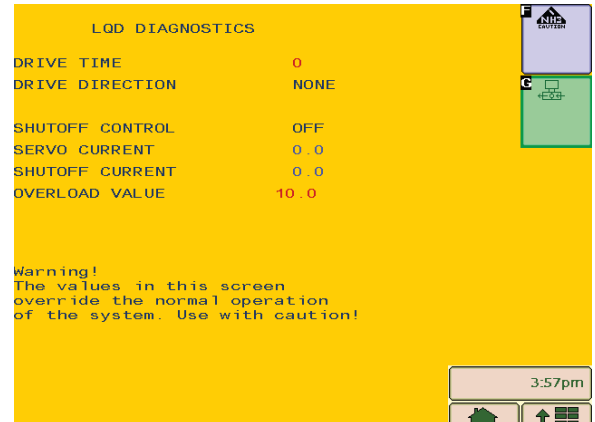 LQD DIAGNOSTICS
DRIVE TIME 0
DRIVE DIRECTION NONE
SHUTOFF CONTROL OFF
SERVO CURRENT 0.0
SHUTOFF CURRENT 0.0
OVERLOAD VALUE 10.0
Warning!
The values in this screen
override the normal operation
of the system. Use with caution!
F
NH3
CAUTION
G
3:57pm